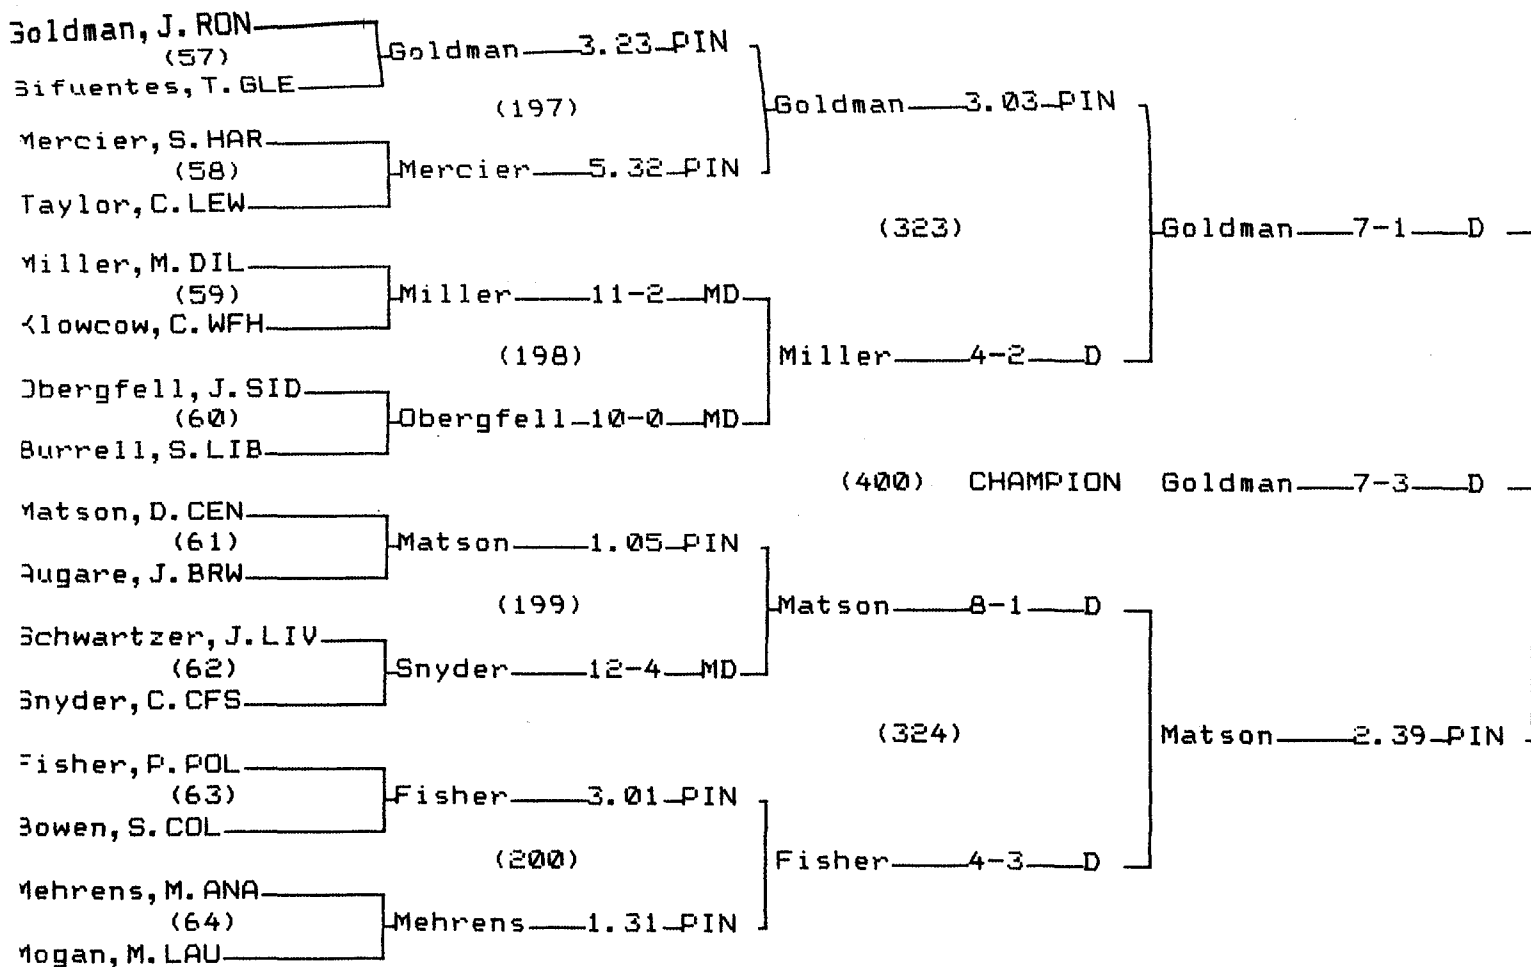 Goldman, J. RON
(57) Goldman 3.23 PIN
Sifuentes, T. GLE
(197) Goldman 3.03 PIN
Mercier, S. HAR
(58) Mercier 5.32 PIN
Taylor, C. LEW
(323) Goldman 7-1 D
Miller, M. DIL
(59) Miller 11-2 MD
Klowcow, C. WFH
(198) Miller 4-2 D
Obergfell, J. SID
(60) Obergfell 10-0 MD
Burrell, S. LIB
(400) CHAMPION Goldman 7-3 D
Matson, D. CEN
(61) Matson 1.05 PIN
Augare, J. BRW
(199) Matson 8-1 D
Schwartzer, J. LIV
(62) Snyder 12-4 MD
Snyder, C. CFS
(324) Matson 2.39 PIN
Fisher, P. POL
(63) Fisher 3.01 PIN
Bowen, S. COL
(200) Fisher 4-3 D
Mehrens, M. ANA
(64) Mehrens 1.31 PIN
Mogan, M. LAU